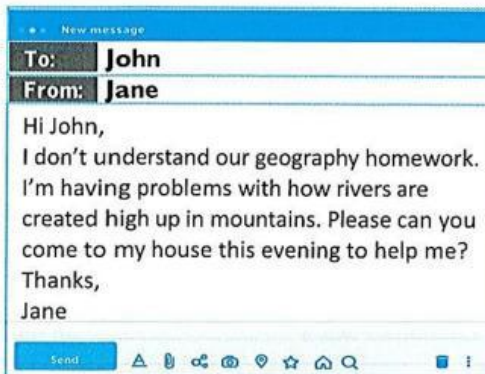 New message
To: John
From: Jane
Hi John,
I don't understand our geography homework.
I'm having problems with how rivers are
created high up in mountains. Please can you
come to my house this evening to help me?
Thanks,
Jane
Send